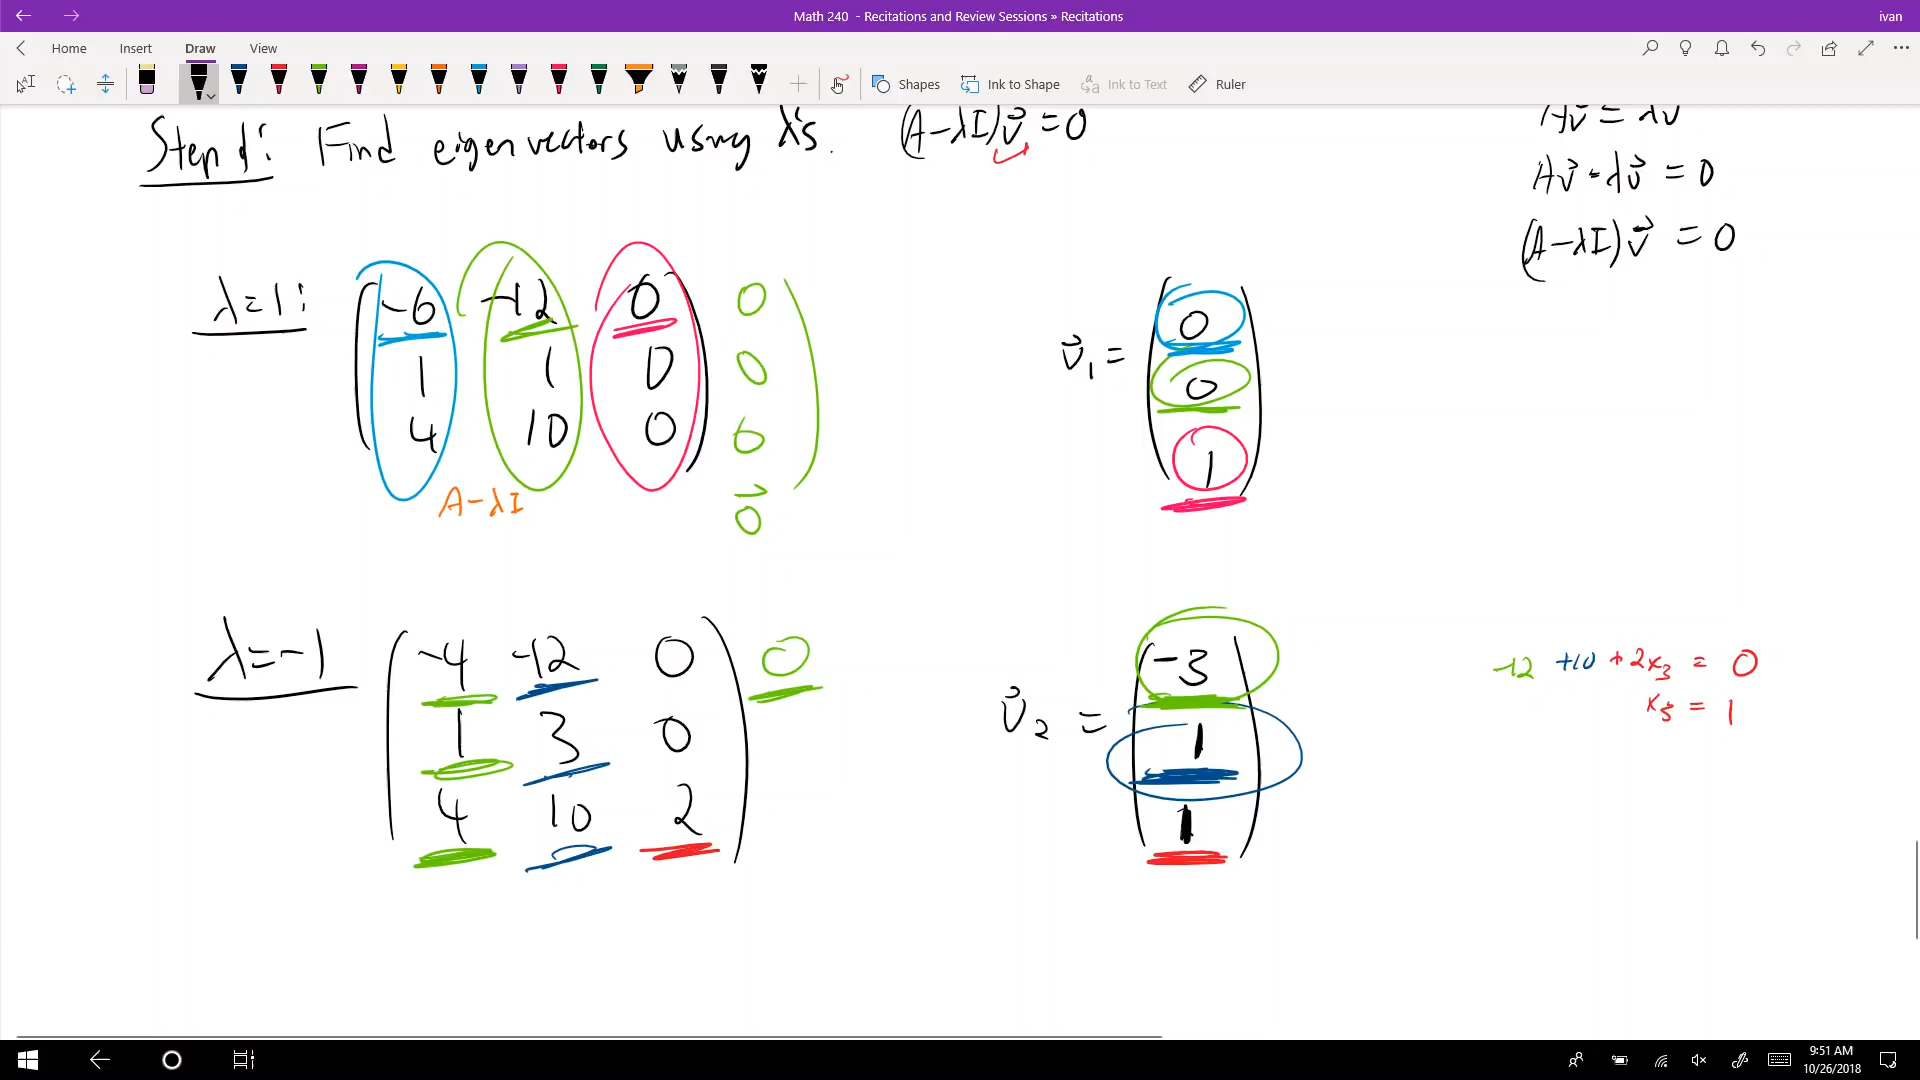 Math 240 - Recitations and Review Sessions » Recitations
ivan
Home Insert Draw View
Shapes Ink to Shape Ink to Text Ruler
Step 1: Find eigenvectors using λ's. (A-λI)v⃗ = 0
Av⃗ = λv⃗
Av⃗ - λv⃗ = 0
(A-λI)v⃗ = 0
λ=1: -6 -12 0 0
1 1 0 0
4 10 0 0
A-λI 0⃗
v⃗₁ = 0
0
1
λ=-1 -4 -12 0 0
1 3 0
4 10 2
v⃗₂ = -3
1
1
-12 +10 +2x₃ = 0
x₃ = 1
9:51 AM
10/26/2018